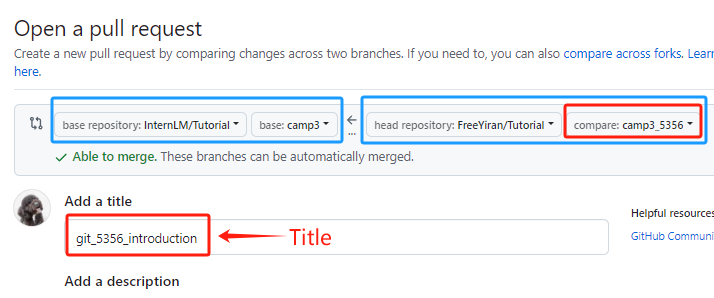 Open a pull request
Create a new pull request by comparing changes across two branches. If you need to, you can also compare across forks. Learn
here.
base repository: InternLM/Tutorial base: camp3 ← ... head repository: FreeYiran/Tutorial compare: camp3_5356
✓ Able to merge. These branches can be automatically merged.
Add a title
Helpful resources
git_5356_introduction Title
GitHub Communi
Add a description